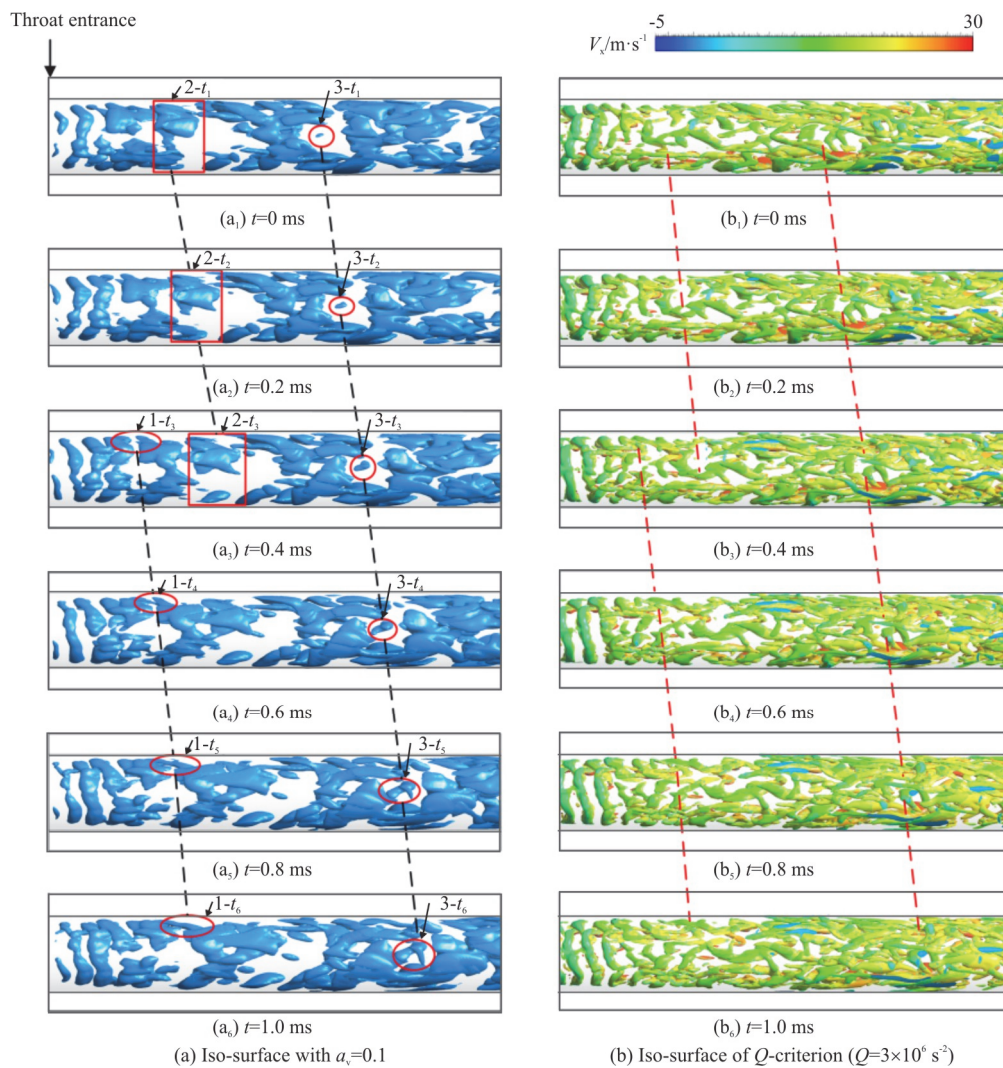 Throat entrance
-5 30
Vₓ/m·s⁻¹
2-t₁ 3-t₁
(a₁) t=0 ms (b₁) t=0 ms
2-t₂ 3-t₂
(a₂) t=0.2 ms (b₂) t=0.2 ms
1-t₃ 2-t₃ 3-t₃
(a₃) t=0.4 ms (b₃) t=0.4 ms
1-t₄ 3-t₄
(a₄) t=0.6 ms (b₄) t=0.6 ms
1-t₅ 3-t₅
(a₅) t=0.8 ms (b₅) t=0.8 ms
1-t₆ 3-t₆
(a₆) t=1.0 ms (b₆) t=1.0 ms
(a) Iso-surface with aᵥ=0.1 (b) Iso-surface of Q-criterion (Q=3×10⁶ s⁻²)